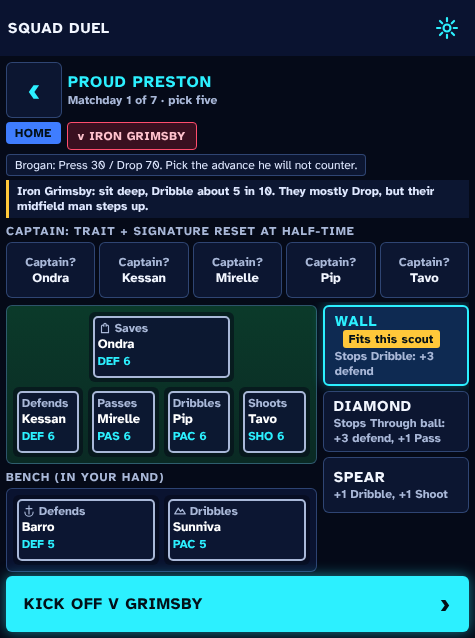 SQUAD DUEL
‹
PROUD PRESTON
Matchday 1 of 7 · pick five
HOME
v IRON GRIMSBY
Brogan: Press 30 / Drop 70. Pick the advance he will not counter.
Iron Grimsby: sit deep, Dribble about 5 in 10. They mostly Drop, but their
midfield man steps up.
CAPTAIN: TRAIT + SIGNATURE RESET AT HALF-TIME
Captain?
Ondra
Captain?
Kessan
Captain?
Mirelle
Captain?
Pip
Captain?
Tavo
Saves
Ondra
DEF 6
Defends
Kessan
DEF 6
Passes
Mirelle
PAS 6
Dribbles
Pip
PAC 6
Shoots
Tavo
SHO 6
WALL
Fits this scout
Stops Dribble: +3
defend
DIAMOND
Stops Through ball:
+3 defend, +1 Pass
SPEAR
+1 Dribble, +1 Shoot
BENCH (IN YOUR HAND)
Defends
Barro
DEF 5
Dribbles
Sunniva
PAC 5
KICK OFF V GRIMSBY
›